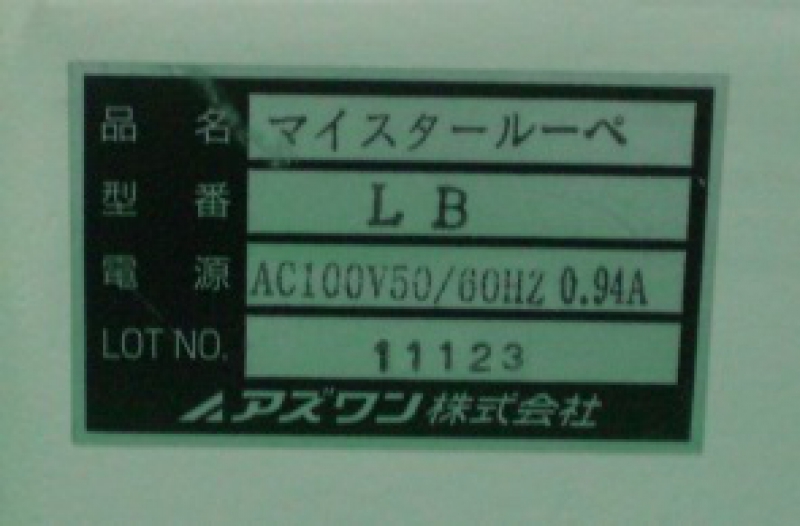 品名 マイスタールーペ
型番 LB
電源 AC100V50/60HZ 0.94A
LOT NO. 11123
アズワン株式会社